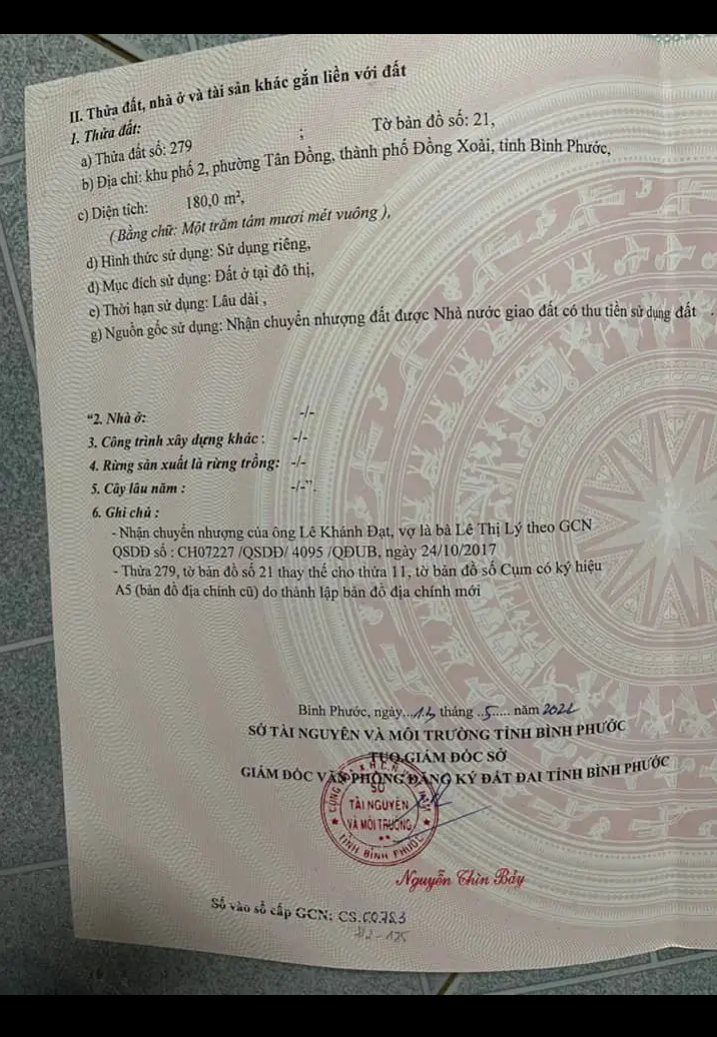 II. Thửa đất, nhà ở và tài sản khác gắn liền với đất
1. Thửa đất:
a) Thửa đất số: 279 ; Tờ bản đồ số: 21,
b) Địa chỉ: khu phố 2, phường Tân Đồng, thành phố Đồng Xoài, tỉnh Bình Phước,
c) Diện tích: 180,0 m²,
( Bằng chữ: Một trăm tám mươi mét vuông ),
d) Hình thức sử dụng: Sử dụng riêng,
đ) Mục đích sử dụng: Đất ở tại đô thị,
e) Thời hạn sử dụng: Lâu dài ,
g) Nguồn gốc sử dụng: Nhận chuyển nhượng đất được Nhà nước giao đất có thu tiền sử dụng đất .
“2. Nhà ở: -/-
3. Công trình xây dựng khác : -/-
4. Rừng sản xuất là rừng trồng: -/-
5. Cây lâu năm : -/-”.
6. Ghi chú :
- Nhận chuyển nhượng của ông Lê Khánh Đạt, vợ là bà Lê Thị Lý theo GCN
QSDĐ số : CH07227 /QSDĐ/ 4095 /QĐUB, ngày 24/10/2017
- Thửa 279, tờ bản đồ số 21 thay thế cho thửa 11, tờ bản đồ số Cụm có ký hiệu
A5 (bản đồ địa chính cũ) do thành lập bản đồ địa chính mới
Bình Phước, ngày... tháng ..5..... năm
SỞ TÀI NGUYÊN VÀ MÔI TRƯỜNG TỈNH BÌNH PHƯỚC
TUQ.GIÁM ĐỐC SỞ
GIÁM ĐỐC VĂN PHÒNG ĐĂNG KÝ ĐẤT ĐAI TỈNH BÌNH PHƯỚC
SỞ
TÀI NGUYÊN
VÀ MÔI TRƯỜNG
TỈNH BÌNH PHƯỚC
Nguyễn Thìn Bảy
Số vào sổ cấp GCN: CS.